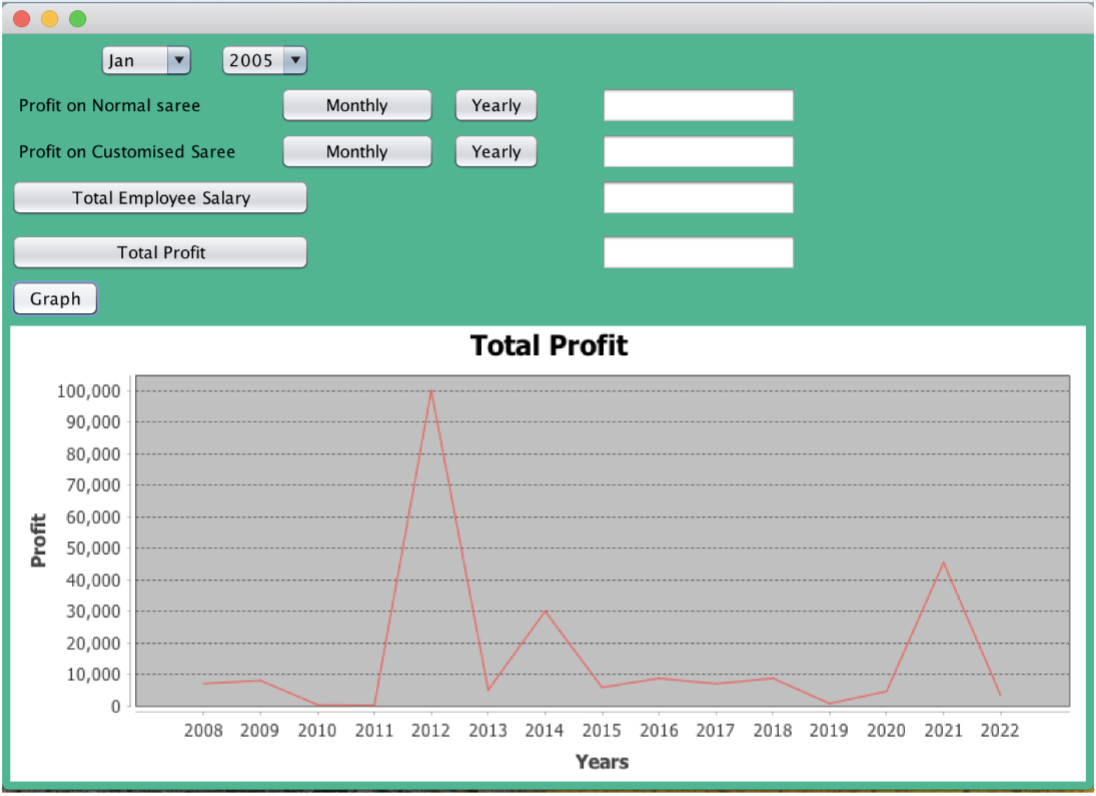 Jan 2005
Profit on Normal saree Monthly Yearly
Profit on Customised Saree Monthly Yearly
Total Employee Salary
Total Profit
Graph
Total Profit
100,000
90,000
80,000
70,000
60,000
50,000
40,000
30,000
20,000
10,000
0
Profit
2008 2009 2010 2011 2012 2013 2014 2015 2016 2017 2018 2019 2020 2021 2022
Years